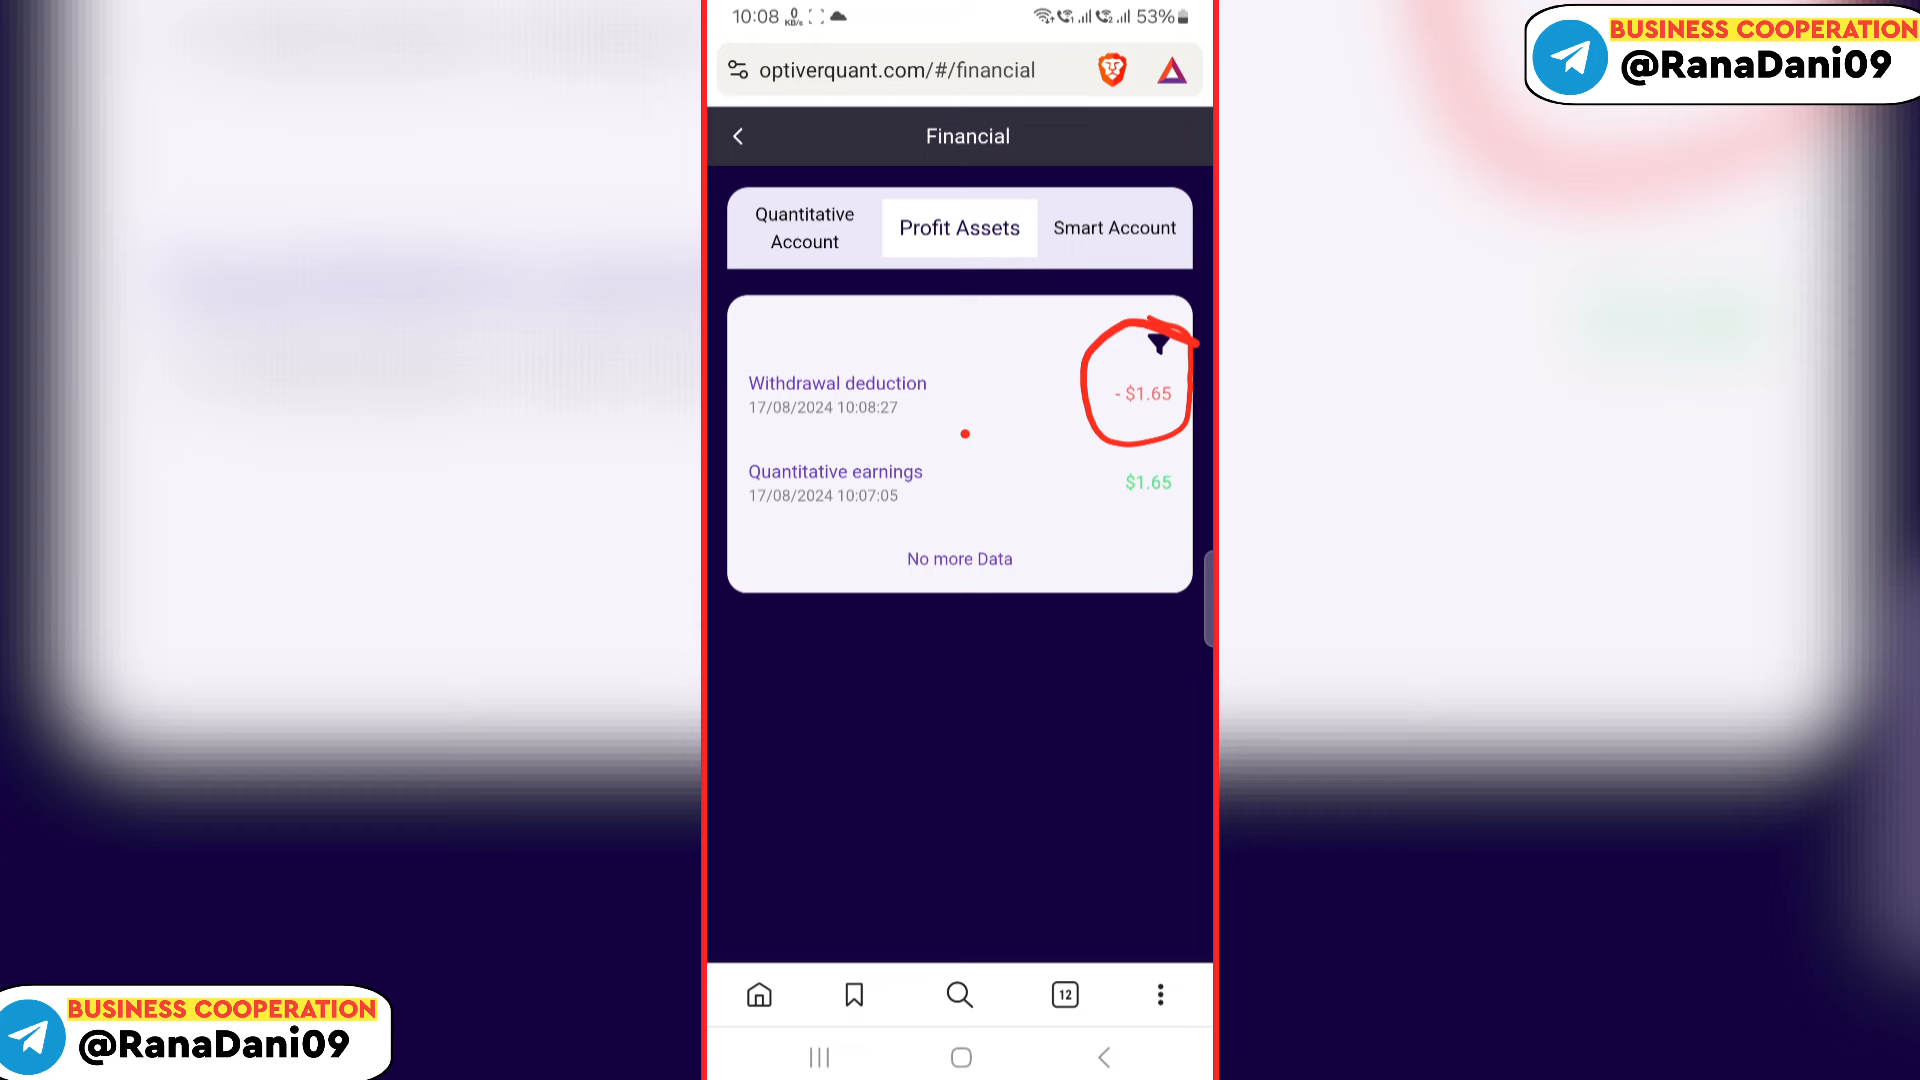 10:08 0 KB/s 53%
BUSINESS COOPERATION
@RanaDani09
optiverquant.com/#/financial
Financial
Quantitative
Account
Profit Assets
Smart Account
Withdrawal deduction
17/08/2024 10:08:27
- $1.65
Quantitative earnings
17/08/2024 10:07:05
$1.65
No more Data
12
BUSINESS COOPERATION
@RanaDani09